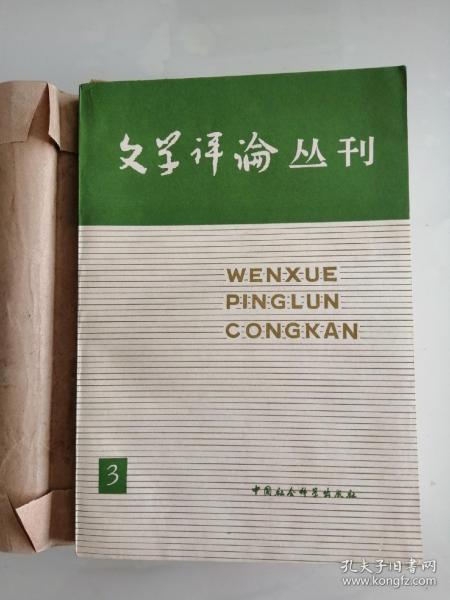 文学评论丛刊
WENXUE
PINGLUN
CONGKAN
3
中国社会科学出版社
孔夫子旧书网
www.kongfz.com